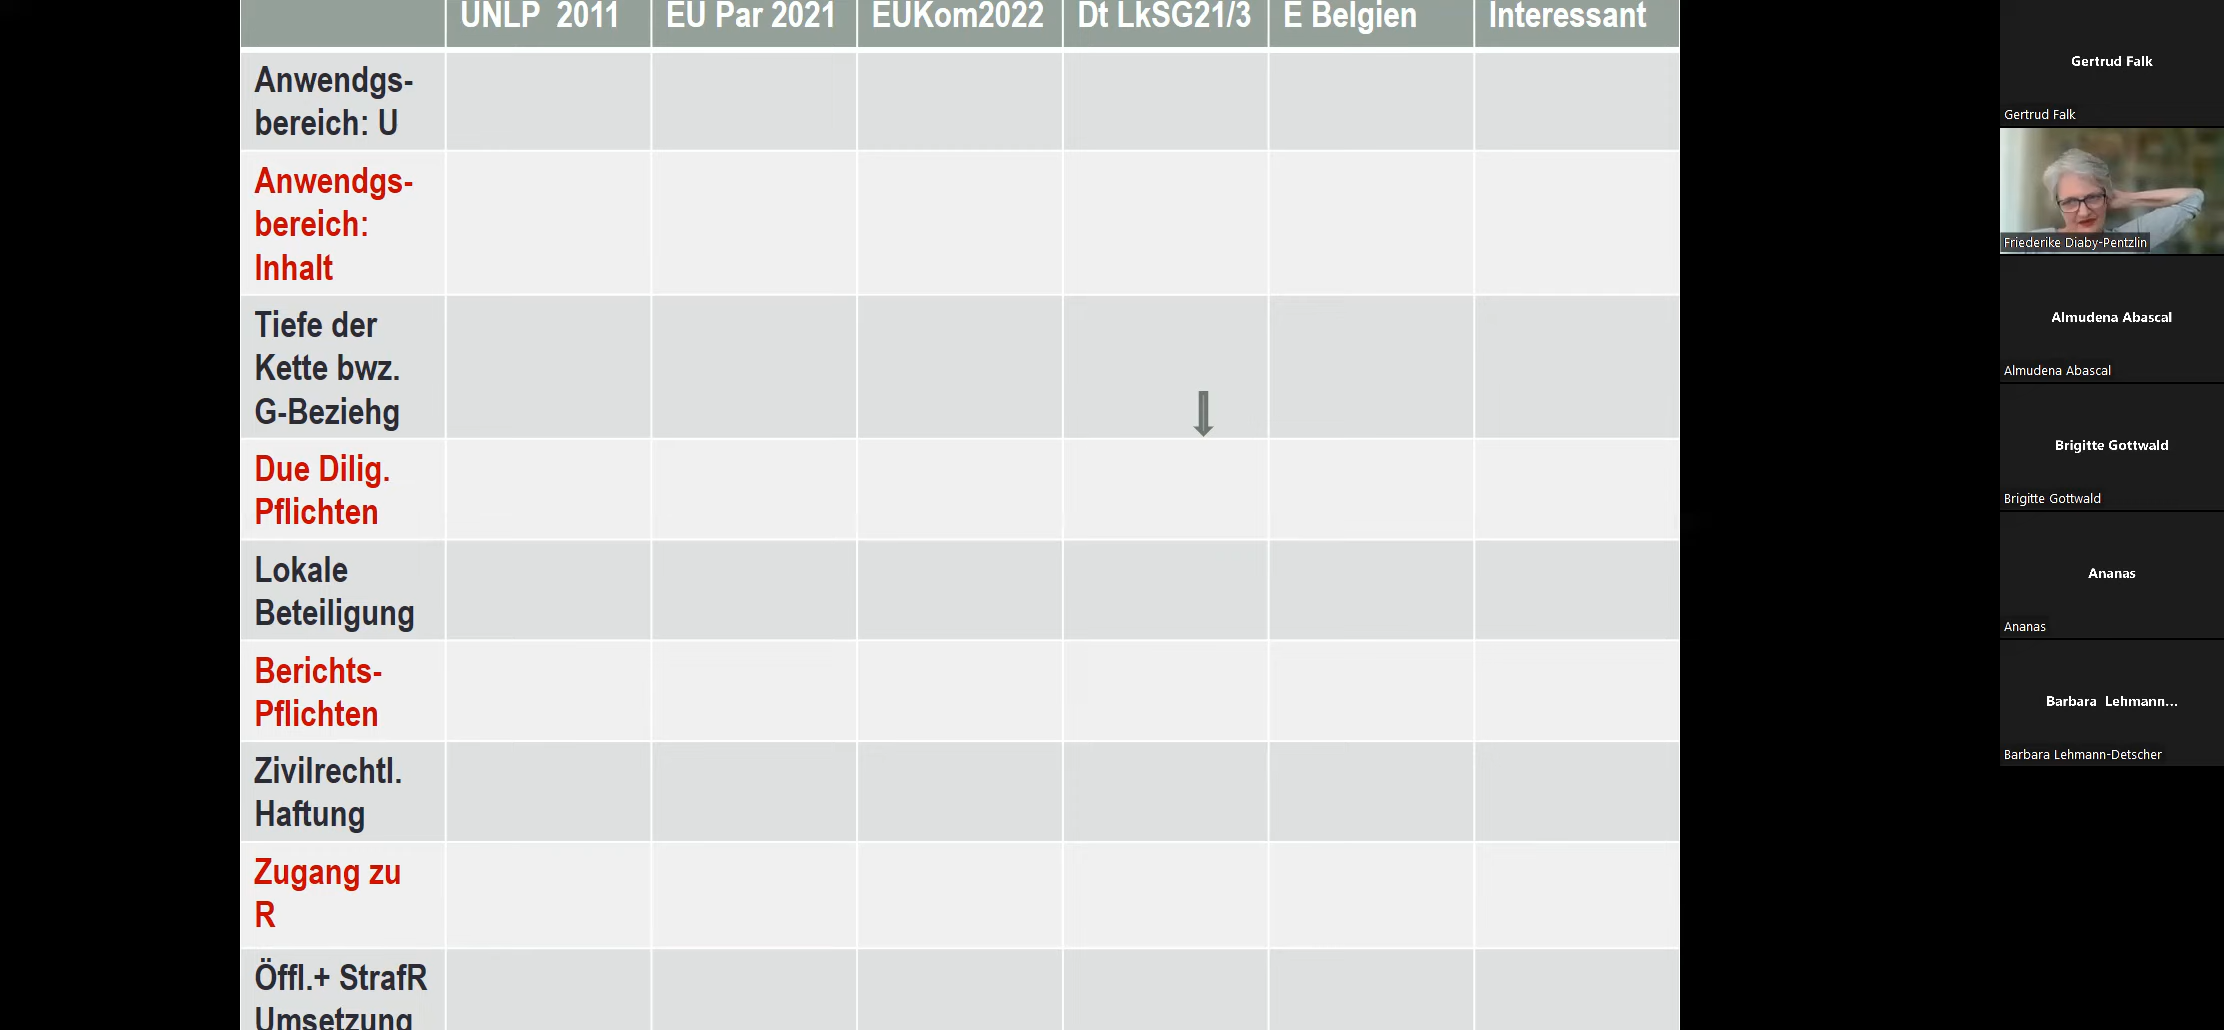 UNLP 2011 EU Par 2021 EUKom2022 Dt LkSG21/3 E Belgien Interessant
Anwendgs-
bereich: U
Anwendgs-
bereich:
Inhalt
Tiefe der
Kette bwz.
G-Beziehg
Due Dilig.
Pflichten
Lokale
Beteiligung
Berichts-
Pflichten
Zivilrechtl.
Haftung
Zugang zu
R
Öffl.+ StrafR
Umsetzung
Gertrud Falk
Gertrud Falk
Friederike Diaby-Pentzlin
Almudena Abascal
Almudena Abascal
Brigitte Gottwald
Brigitte Gottwald
Ananas
Ananas
Barbara Lehmann...
Barbara Lehmann-Detscher